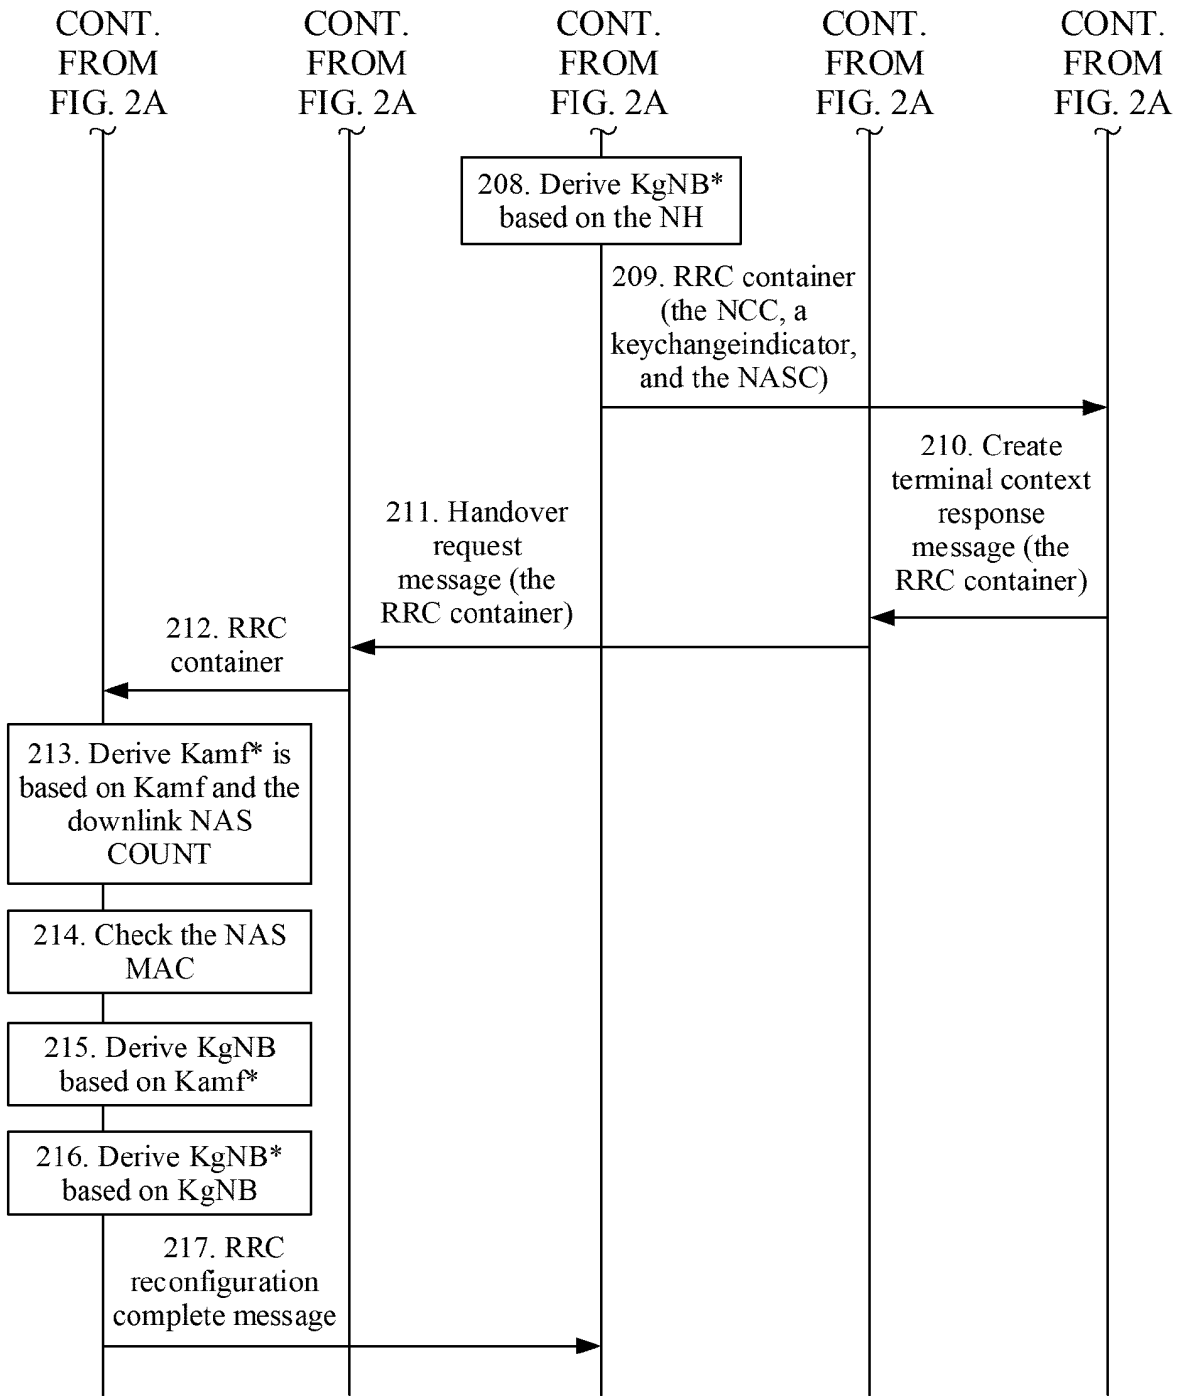 CONT.
FROM
FIG. 2A
CONT.
FROM
FIG. 2A
CONT.
FROM
FIG. 2A
CONT.
FROM
FIG. 2A
CONT.
FROM
FIG. 2A
208. Derive KgNB*
based on the NH
209. RRC container
(the NCC, a
keychangeindicator,
and the NASC)
210. Create
terminal context
response
message (the
RRC container)
211. Handover
request
message (the
RRC container)
212. RRC
container
213. Derive Kamf* is
based on Kamf and the
downlink NAS
COUNT
214. Check the NAS
MAC
215. Derive KgNB
based on Kamf*
216. Derive KgNB*
based on KgNB
217. RRC
reconfiguration
complete message